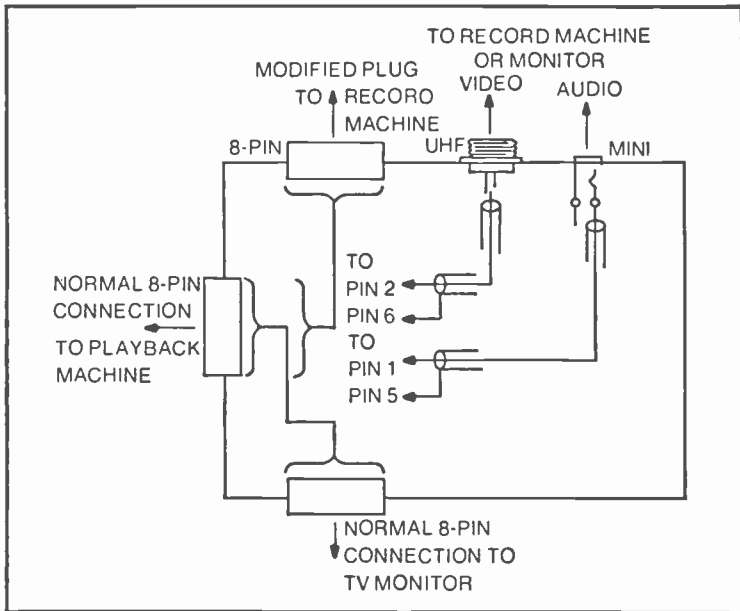 TO RECORD MACHINE
OR MONITOR
VIDEO
AUDIO
MODIFIED PLUG
TO RECORO
MACHINE
8-PIN
UHF
MINI
TO
PIN 2
PIN 6
TO
PIN 1
PIN 5
NORMAL 8-PIN
CONNECTION
TO PLAYBACK
MACHINE
NORMAL 8-PIN
CONNECTION TO
TV MONITOR